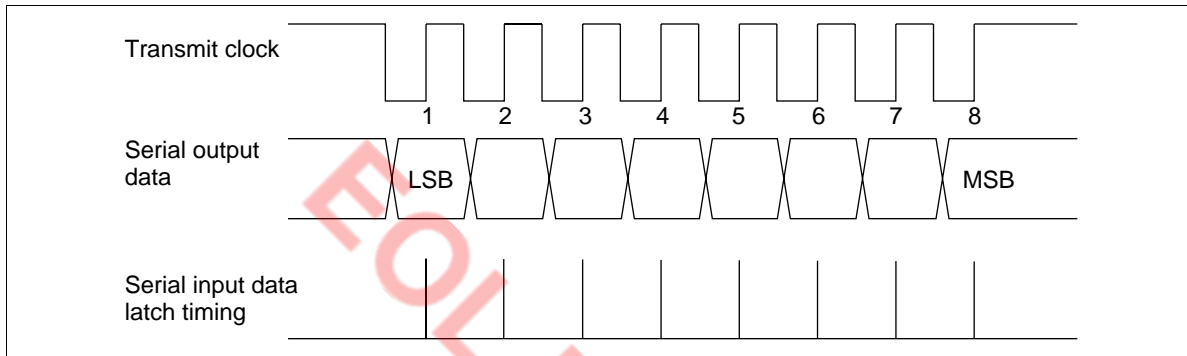 Transmit clock
1 2 3 4 5 6 7 8
Serial output
data
LSB
MSB
Serial input data
latch timing
EOL